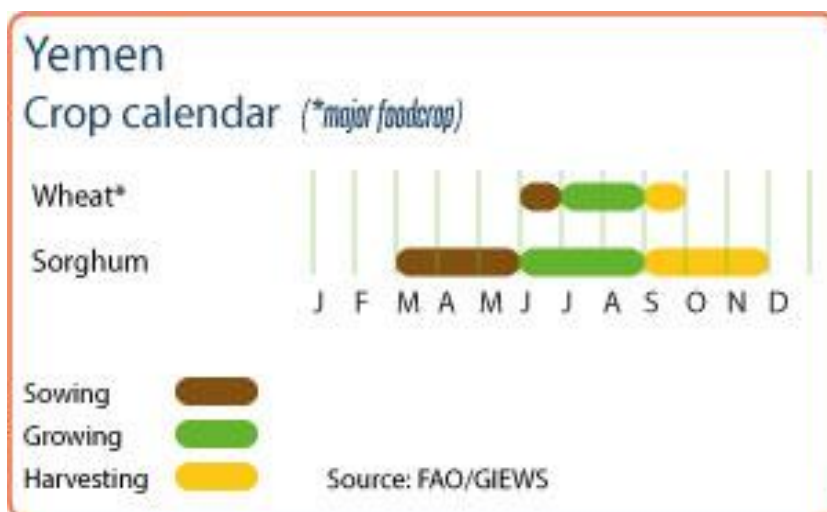 Yemen
Crop calendar (*major foodcrop)
Wheat*
Sorghum
J F M A M J J A S O N D
Sowing
Growing
Harvesting
Source: FAO/GIEWS